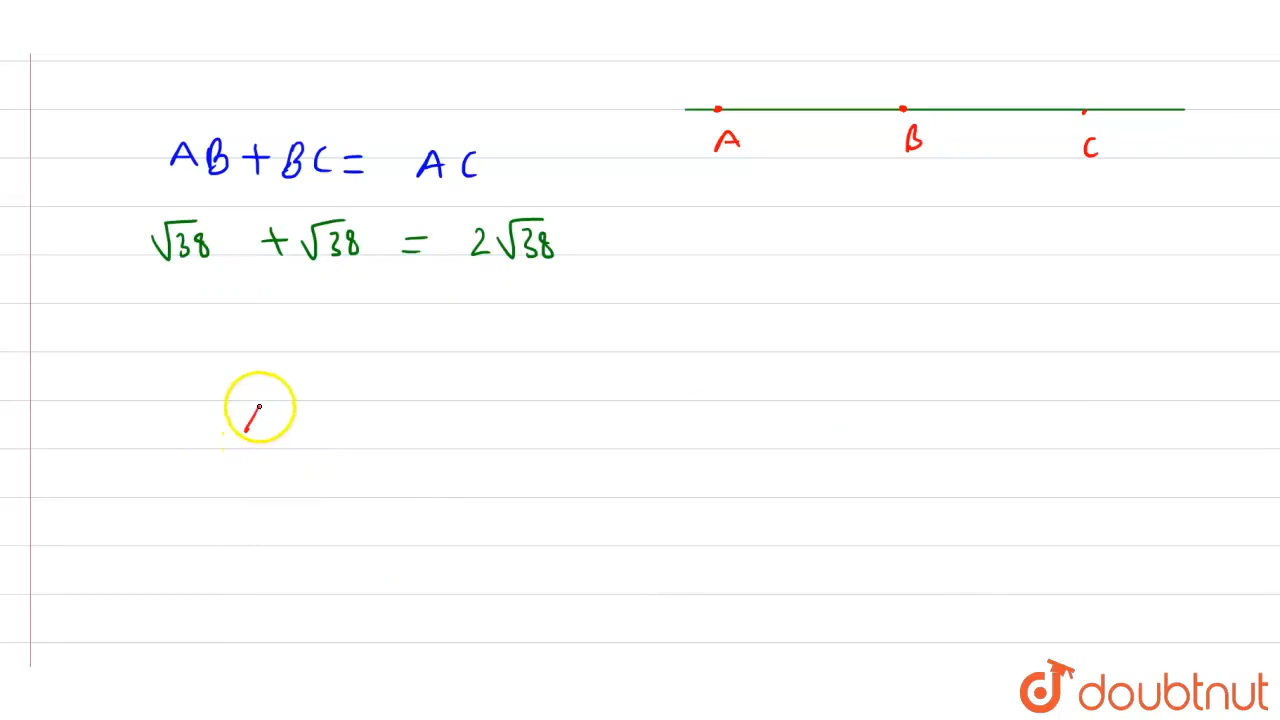 A B C
AB + BC = AC
√38 + √38 = 2√38
doubtnut